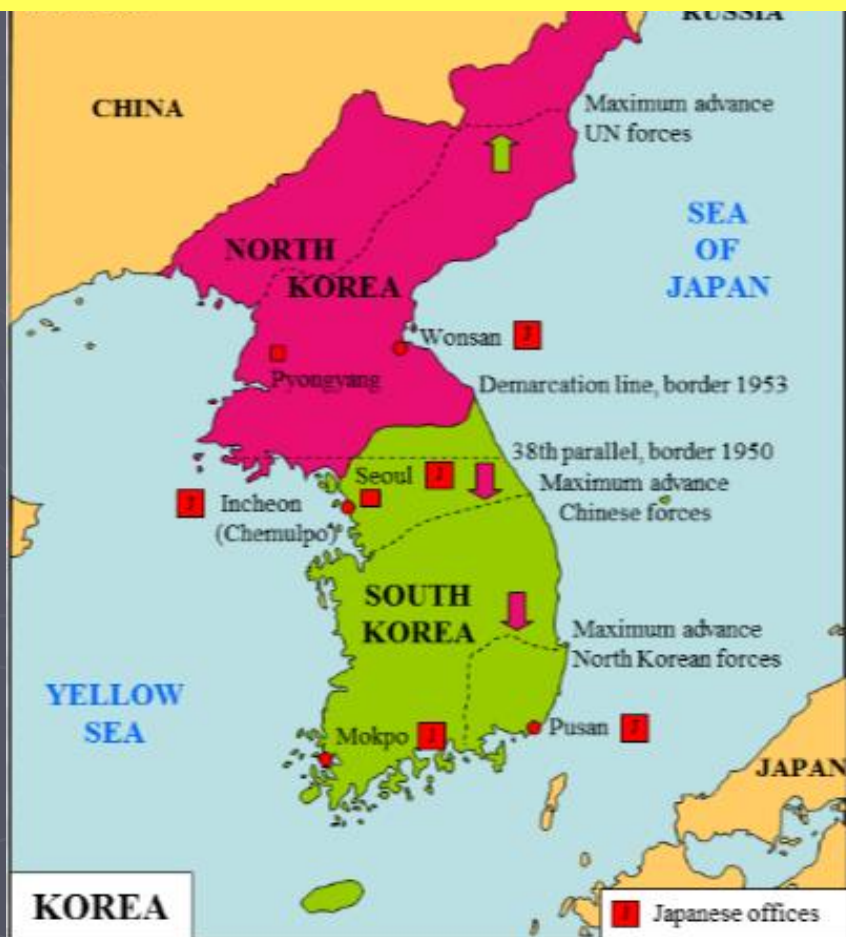 RUSSIA
CHINA
Maximum advance
UN forces
SEA
OF
JAPAN
NORTH
KOREA
Wonsan
Pyongyang
Demarcation line, border 1953
38th parallel, border 1950
Seoul
Maximum advance
Chinese forces
Incheon
(Chemulpo)
SOUTH
KOREA
Maximum advance
North Korean forces
YELLOW
SEA
Mokpo
Pusan
JAPAN
KOREA
Japanese offices